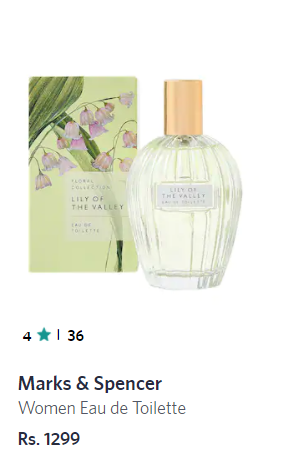 FLORAL
COLLECTION
LILY OF
THE VALLEY
EAU DE
TOILETTE
LILY OF
THE VALLEY
EAU DE TOILETTE
4 ★ | 36
Marks & Spencer
Women Eau de Toilette
Rs. 1299